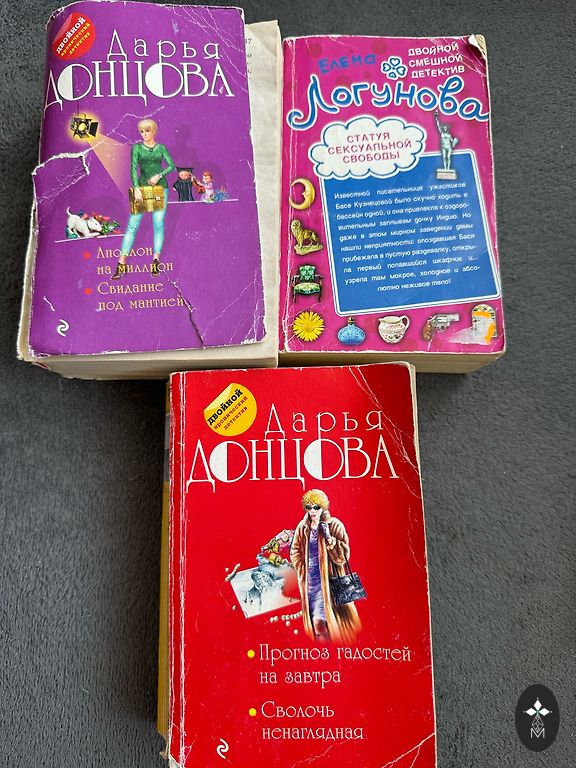 ДВОЙНОЙ
иронический
детектив
Дарья
ДОНЦОВА
• Аполлон
на миллион
• Свидание
под мантией
Елена
Логунова
ДВОЙНОЙ
СМЕШНОЙ
ДЕТЕКТИВ
СТАТУЯ
СЕКСУАЛЬНОЙ
СВОБОДЫ
Известной писательнице ужастиков
Басе Кузнецовой было скучно ходить в
бассейн одной, и она привлекла к оздоро-
вительным заплывам дочку Индию. Но
даже в этом мирном заведении дамы
нашли неприятности: опоздавшая Бася
прибежала в пустую раздевалку, откры-
ла первый попавшийся шкафчик и...
узрела там мокрое, холодное и абсо-
лютно неживое тело!
ДВОЙНОЙ
иронический
детектив
Дарья
ДОНЦОВА
• Прогноз гадостей
на завтра
• Сволочь
ненаглядная
М